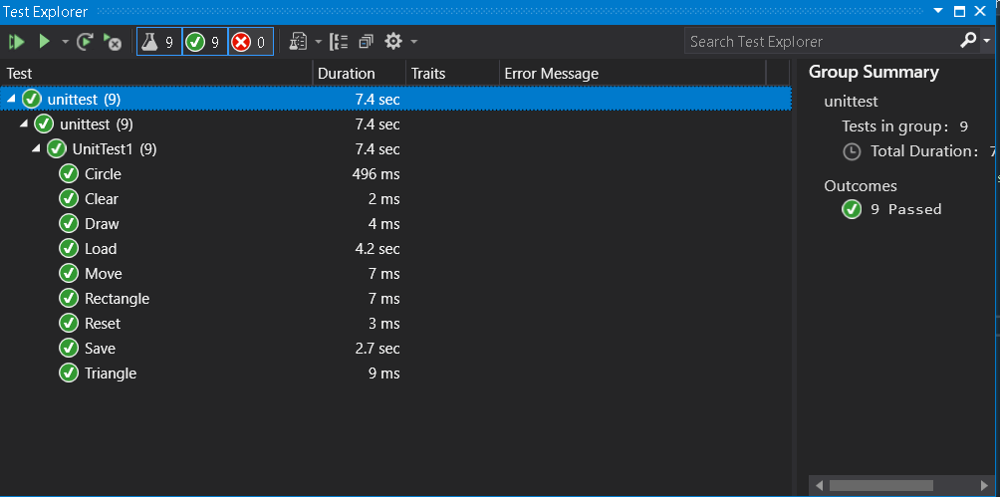 Test Explorer
9 9 0 Search Test Explorer
Test Duration Traits Error Message
unittest (9) 7.4 sec
unittest (9) 7.4 sec
UnitTest1 (9) 7.4 sec
Circle 496 ms
Clear 2 ms
Draw 4 ms
Load 4.2 sec
Move 7 ms
Rectangle 7 ms
Reset 3 ms
Save 2.7 sec
Triangle 9 ms
Group Summary
unittest
Tests in group: 9
Total Duration: 7
Outcomes
9 Passed